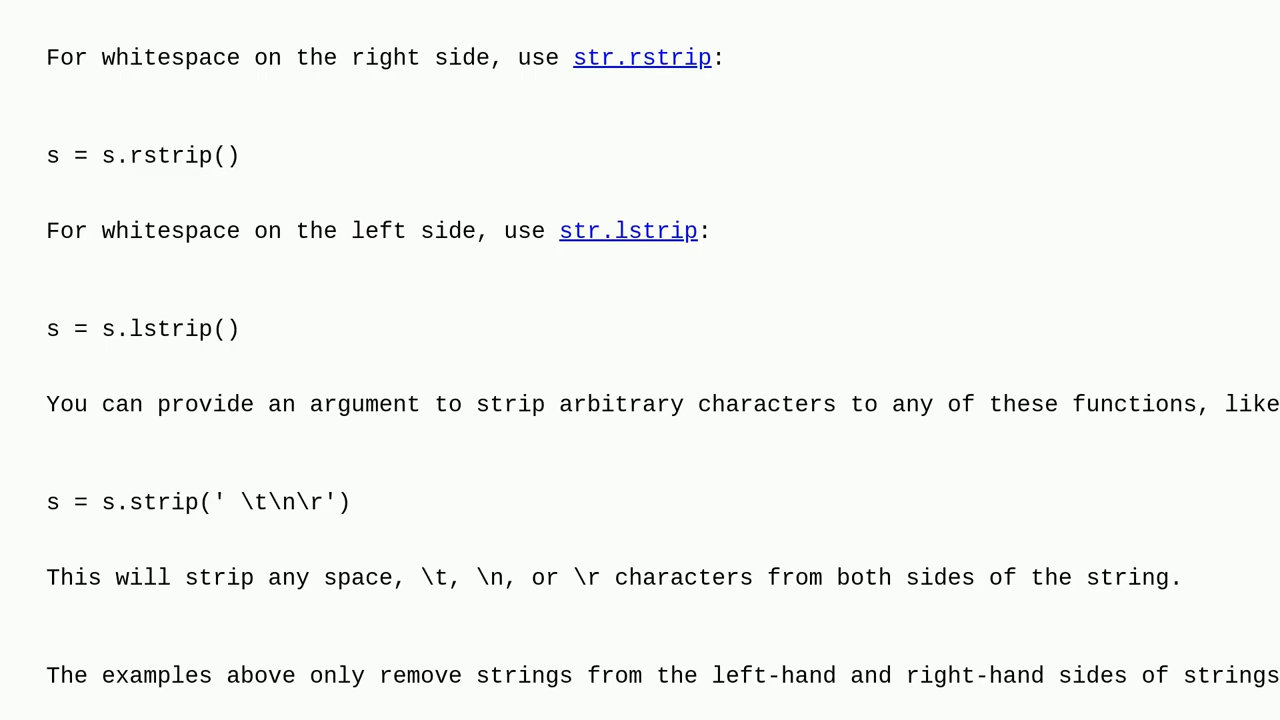 For whitespace on the right side, use str.rstrip:
s = s.rstrip()
For whitespace on the left side, use str.lstrip:
s = s.lstrip()
You can provide an argument to strip arbitrary characters to any of these functions, like
s = s.strip(' \t\n\r')
This will strip any space, \t, \n, or \r characters from both sides of the string.
The examples above only remove strings from the left-hand and right-hand sides of strings